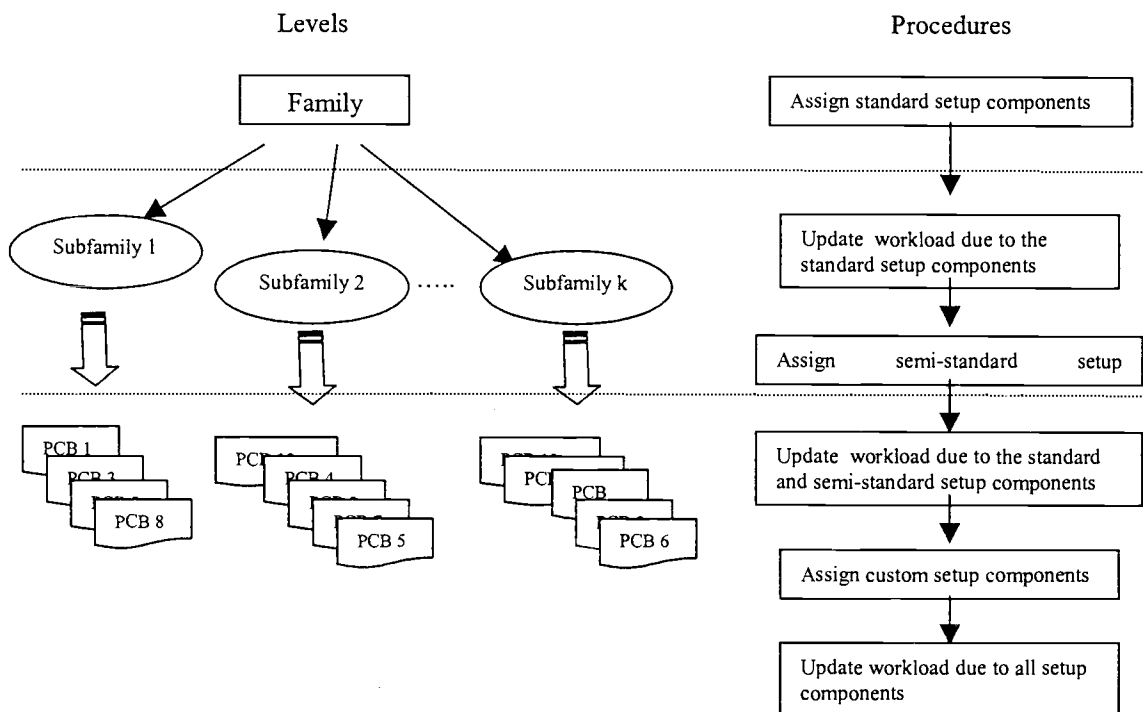 Levels
Procedures
Family
Assign standard setup components
Subfamily 1
Subfamily 2
.....
Subfamily k
Update workload due to the
standard setup components
Assign semi-standard setup
PCB 1
PCB 3
PCB 8
PCB
PCB 4
PCB 5
PCB
PCB
PCB 6
Update workload due to the standard
and semi-standard setup components
Assign custom setup components
Update workload due to all setup
components